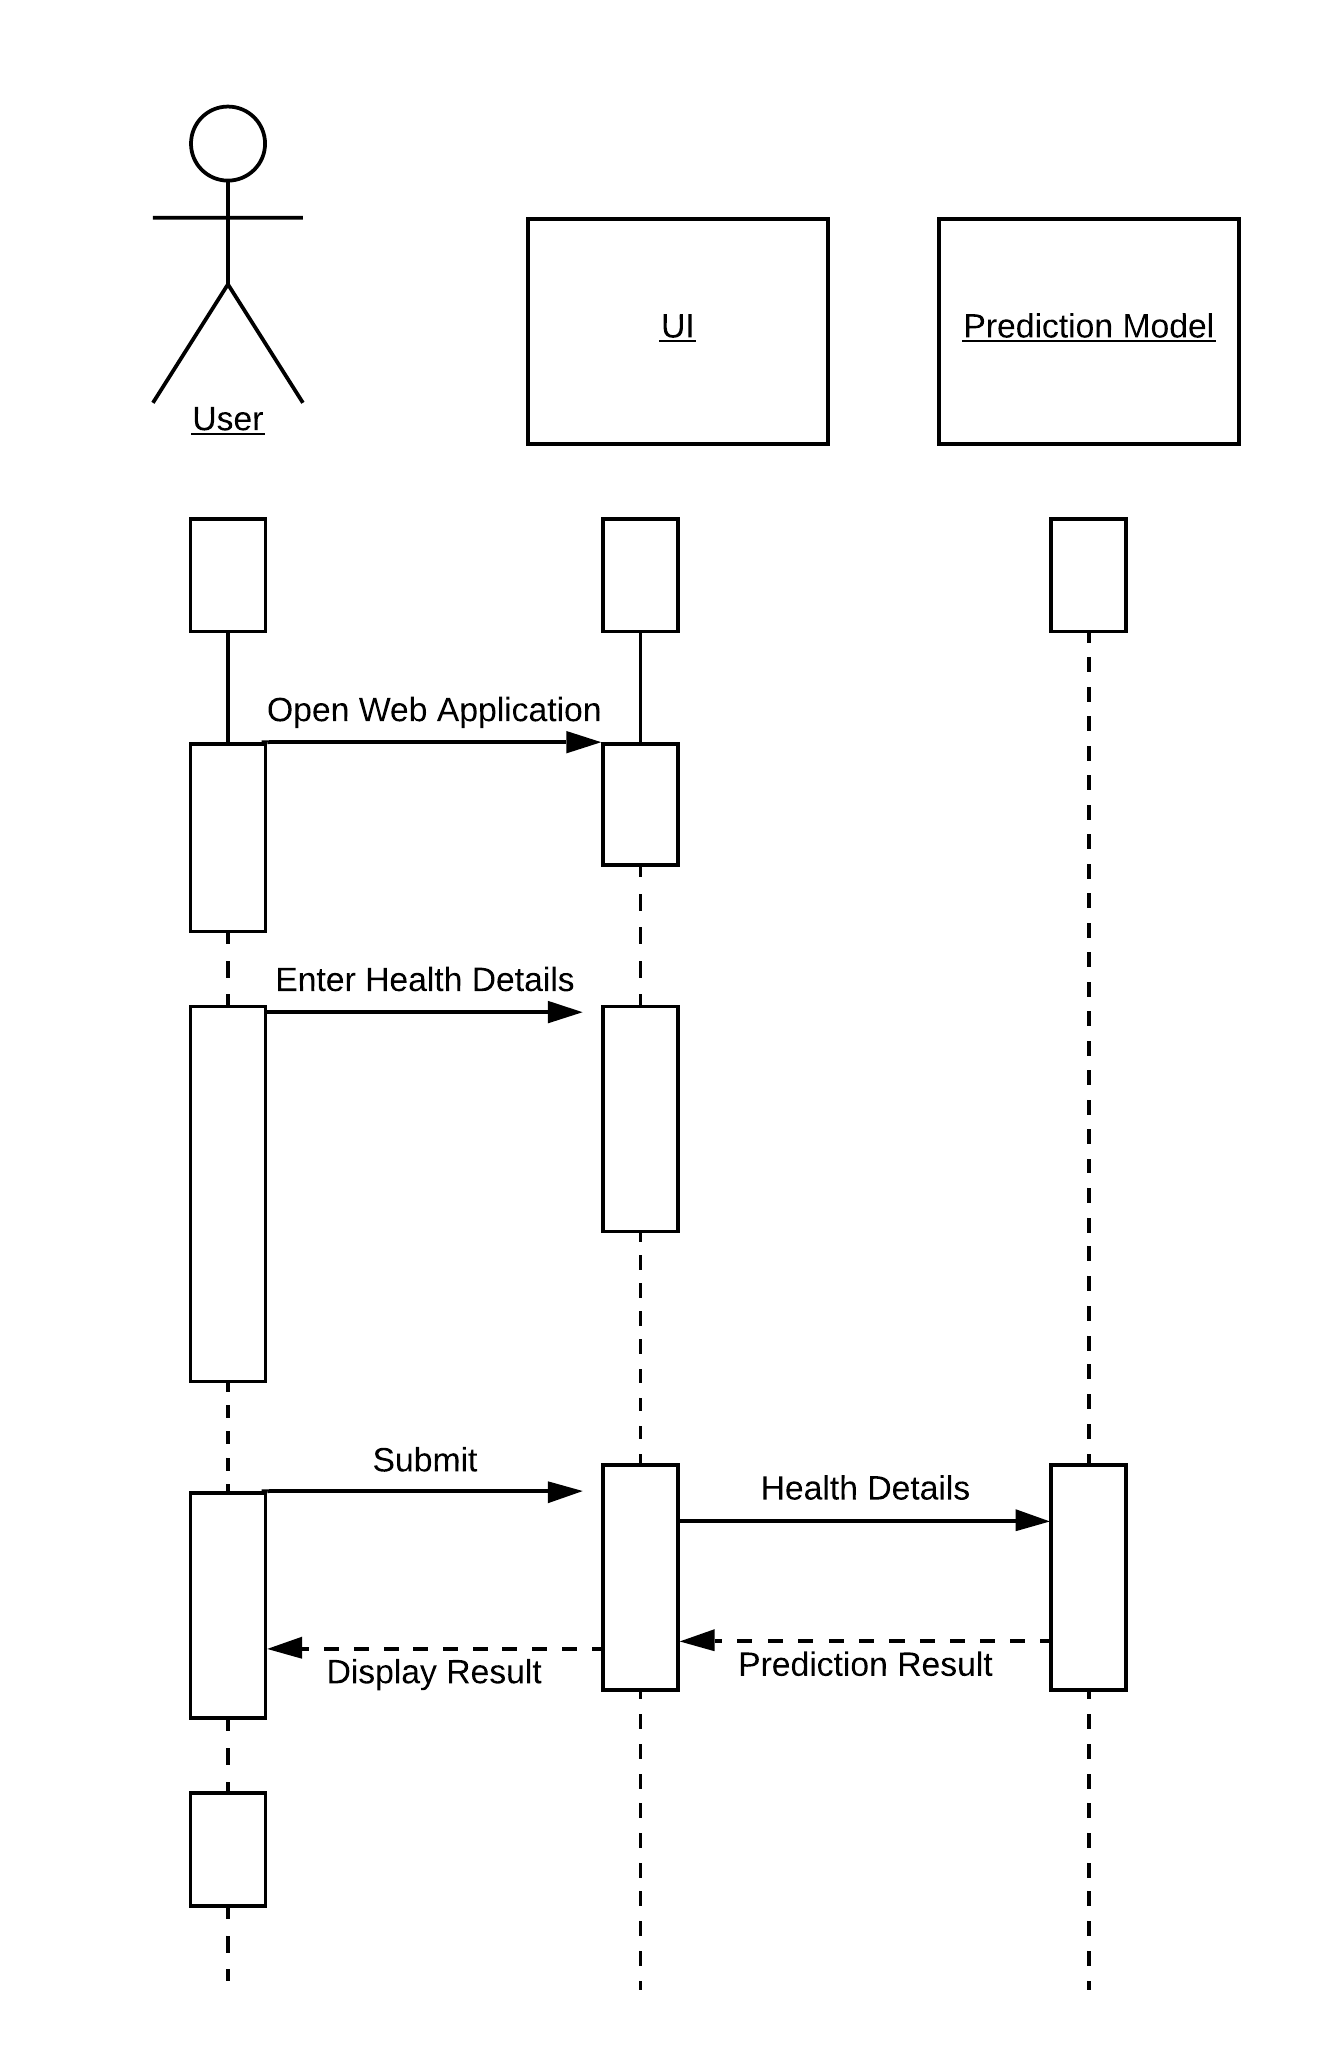 User
UI
Prediction Model
Open Web Application
Enter Health Details
Submit
Health Details
Display Result
Prediction Result